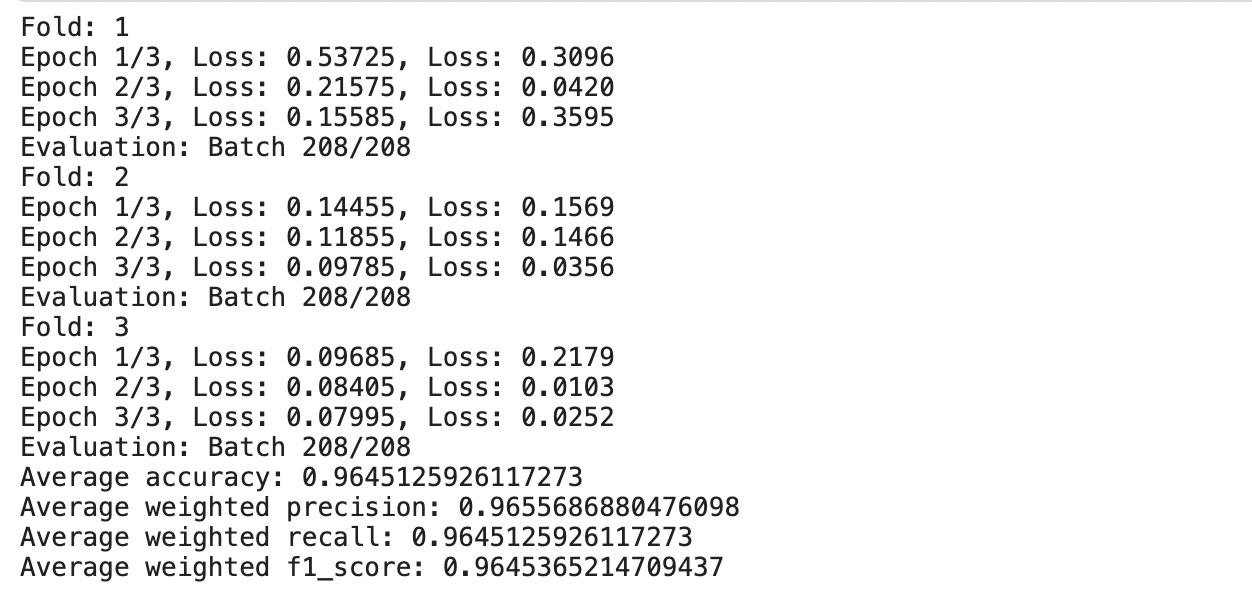 Fold: 1
Epoch 1/3, Loss: 0.53725, Loss: 0.3096
Epoch 2/3, Loss: 0.21575, Loss: 0.0420
Epoch 3/3, Loss: 0.15585, Loss: 0.3595
Evaluation: Batch 208/208
Fold: 2
Epoch 1/3, Loss: 0.14455, Loss: 0.1569
Epoch 2/3, Loss: 0.11855, Loss: 0.1466
Epoch 3/3, Loss: 0.09785, Loss: 0.0356
Evaluation: Batch 208/208
Fold: 3
Epoch 1/3, Loss: 0.09685, Loss: 0.2179
Epoch 2/3, Loss: 0.08405, Loss: 0.0103
Epoch 3/3, Loss: 0.07995, Loss: 0.0252
Evaluation: Batch 208/208
Average accuracy: 0.9645125926117273
Average weighted precision: 0.9655686880476098
Average weighted recall: 0.9645125926117273
Average weighted f1_score: 0.9645365214709437